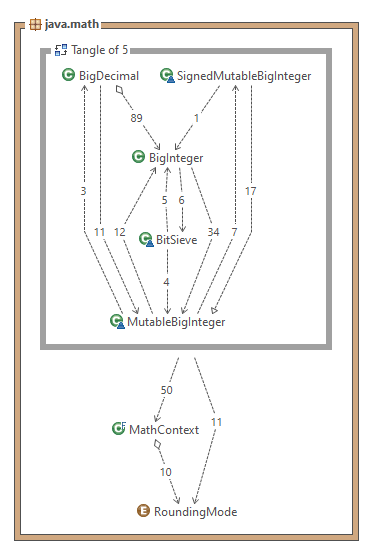 java.math
Tangle of 5
BigDecimal
SignedMutableBigInteger
89
1
BigInteger
3
5
6
17
11
12
34
7
BitSieve
4
MutableBigInteger
50
11
MathContext
10
RoundingMode